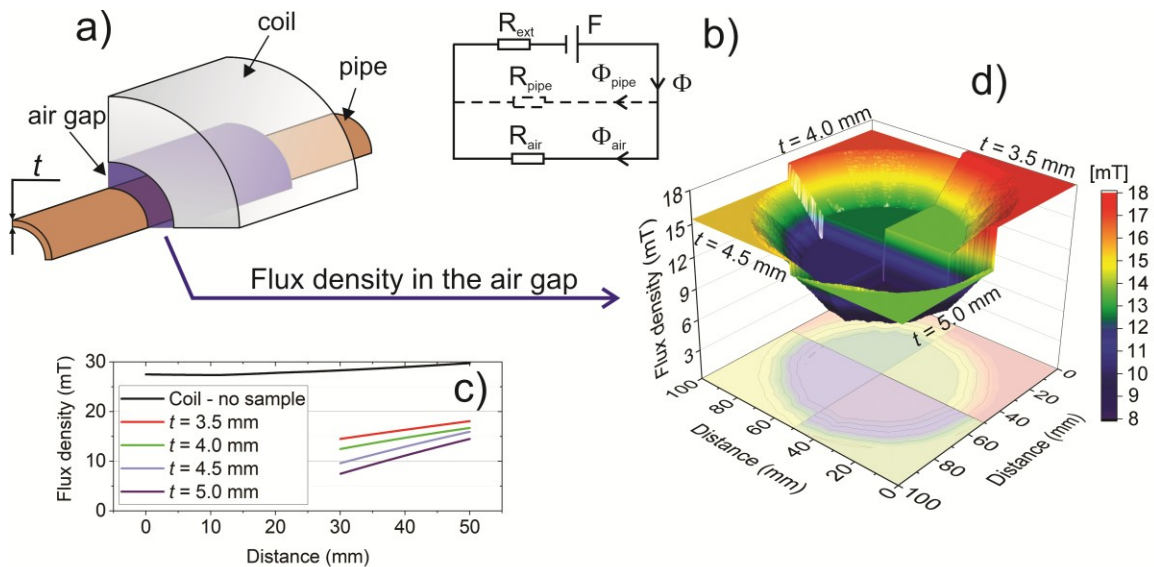 a)
coil
pipe
air gap
t
R_ext
F
R_pipe
Φ_pipe
Φ
R_air
Φ_air
b)
Flux density in the air gap
d)
t = 4.0 mm
t = 3.5 mm
t = 4.5 mm
t = 5.0 mm
[mT]
18
17
16
15
14
13
12
11
10
9
8
Flux density (mT)
18
15
12
9
6
3
100
80
60
40
20
0
Distance (mm)
0
20
40
60
80
100
Distance (mm)
c)
Flux density (mT)
30
20
10
0
Coil - no sample
t = 3.5 mm
t = 4.0 mm
t = 4.5 mm
t = 5.0 mm
0 10 20 30 40 50
Distance (mm)